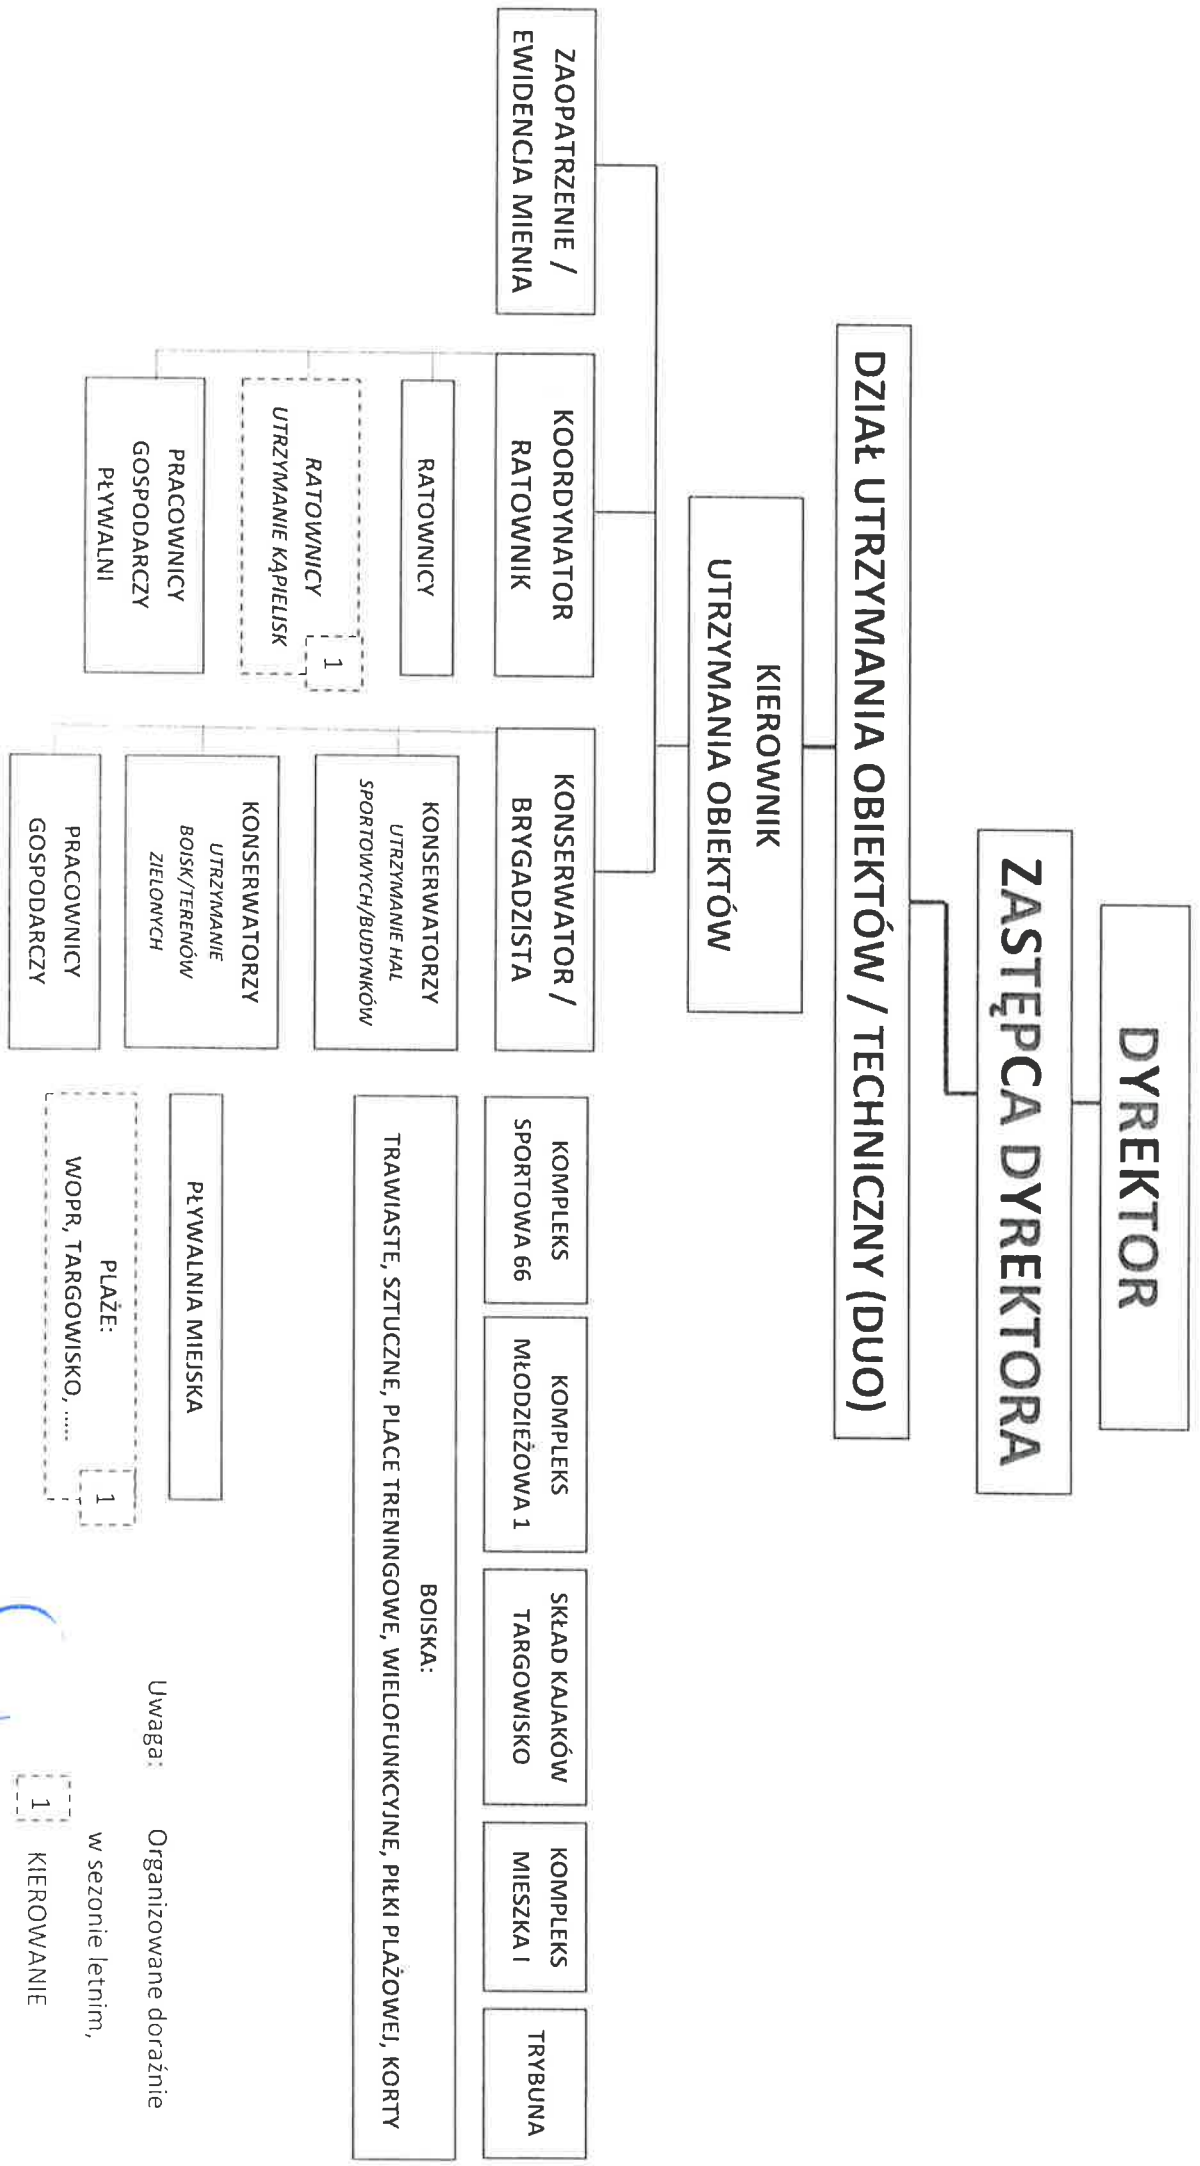 DYREKTOR
ZASTĘPCA DYREKTORA
DZIAŁ UTRZYMANIA OBIEKTÓW / TECHNICZNY (DUO)
KIEROWNIK
UTRZYMANIA OBIEKTÓW
ZAOPATRZENIE /
EWIDENCJA MIENIA
KOORDYNATOR
RATOWNIK
RATOWNICY
RATOWNICY
UTRZYMANIE KĄPIELISK
1
PRACOWNICY
GOSPODARCZY
PŁYWALNI
KONSERWATOR /
BRYGADZISTA
KONSERWATORZY
UTRZYMANIE HAL
SPORTOWYCH/BUDYNKÓW
KONSERWATORZY
UTRZYMANIE
BOISK/TERENÓW
ZIELONYCH
PRACOWNICY
GOSPODARCZY
KOMPLEKS
SPORTOWA 66
KOMPLEKS
MŁODZIEŻOWA 1
SKŁAD KAJAKÓW
TARGOWISKO
KOMPLEKS
MIESZKA I
TRYBUNA
BOISKA:
TRAWIASTE, SZTUCZNE, PLACE TRENINGOWE, WIELOFUNKCYJNE, PIŁKI PLAŻOWEJ, KORTY
PŁYWALNIA MIEJSKA
PLAŻE:
WOPR, TARGOWISKO, .....
1
Uwaga: Organizowane doraźnie
w sezonie letnim,
1 KIEROWANIE